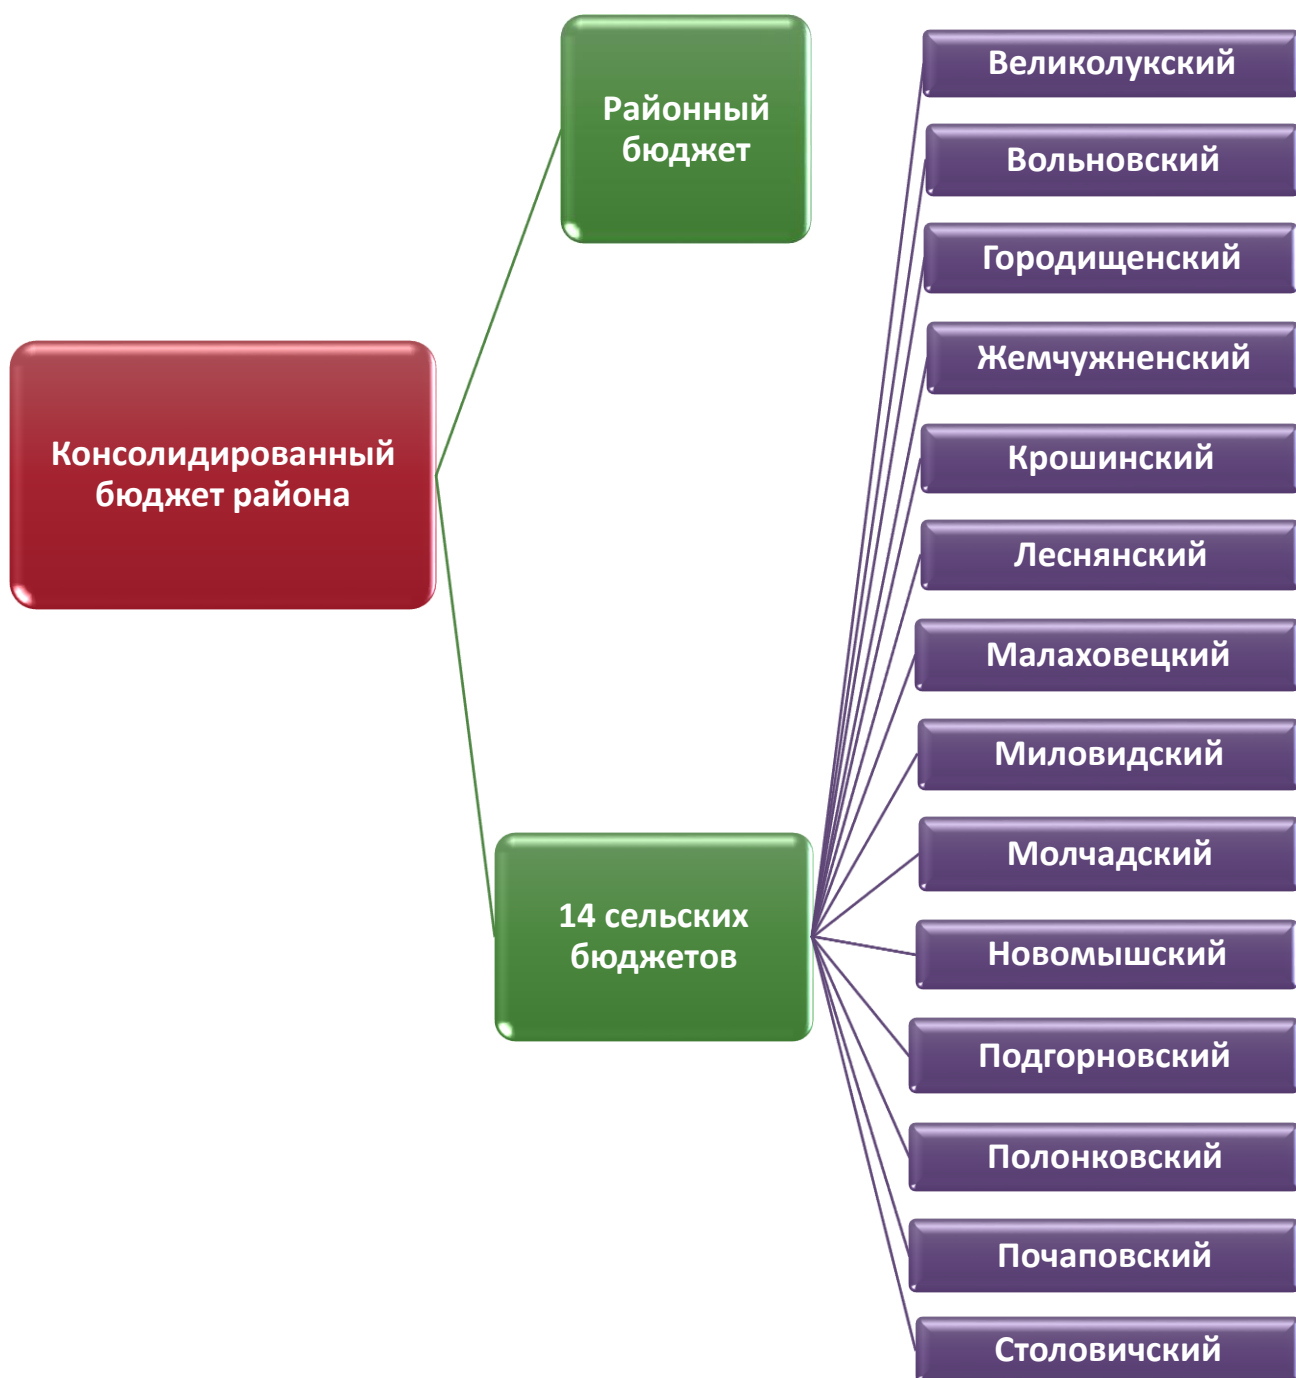 Консолидированный
бюджет района
Районный
бюджет
14 сельских
бюджетов
Великолукский
Вольновский
Городищенский
Жемчужненский
Крошинский
Леснянский
Малаховецкий
Миловидский
Молчадский
Новомышский
Подгорновский
Полонковский
Почаповский
Столовичский